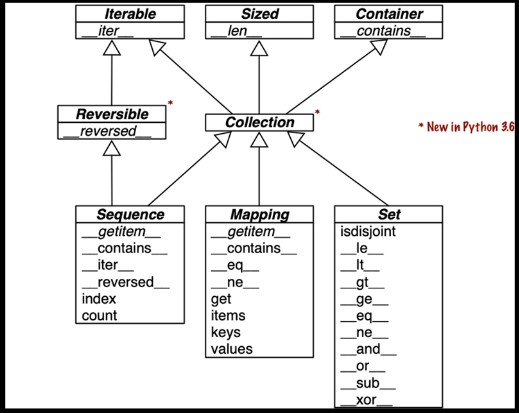 Iterable
__iter__
Sized
__len__
Container
__contains__
Reversible
*
__reversed__
Collection
*
* New in Python 3.6
Sequence
__getitem__
__contains__
__iter__
__reversed__
index
count
Mapping
__getitem__
__contains__
__eq__
__ne__
get
items
keys
values
Set
isdisjoint
__le__
__lt__
__gt__
__ge__
__eq__
__ne__
__and__
__or__
__sub__
__xor__